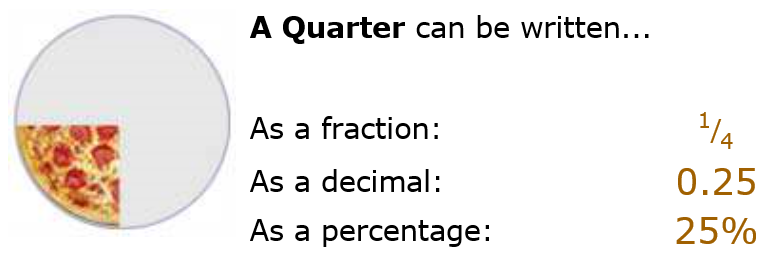 A Quarter can be written...
As a fraction: 1/4
As a decimal: 0.25
As a percentage: 25%